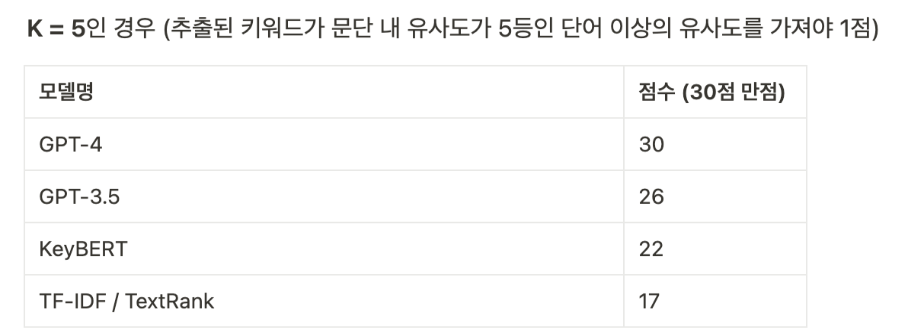 K = 5인 경우 (추출된 키워드가 문단 내 유사도가 5등인 단어 이상의 유사도를 가져야 1점)
모델명 점수 (30점 만점)
GPT-4 30
GPT-3.5 26
KeyBERT 22
TF-IDF / TextRank 17